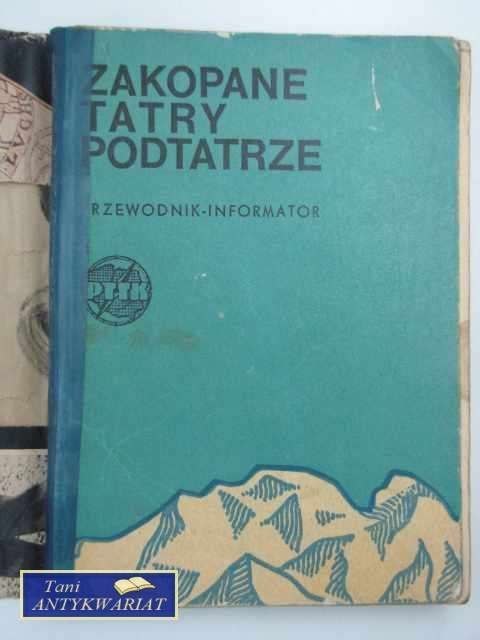 ZAKOPANE
TATRY
PODTATRZE
RZEWODNIK-INFORMATOR
PTTK
Tani
ANTYKWARIAT